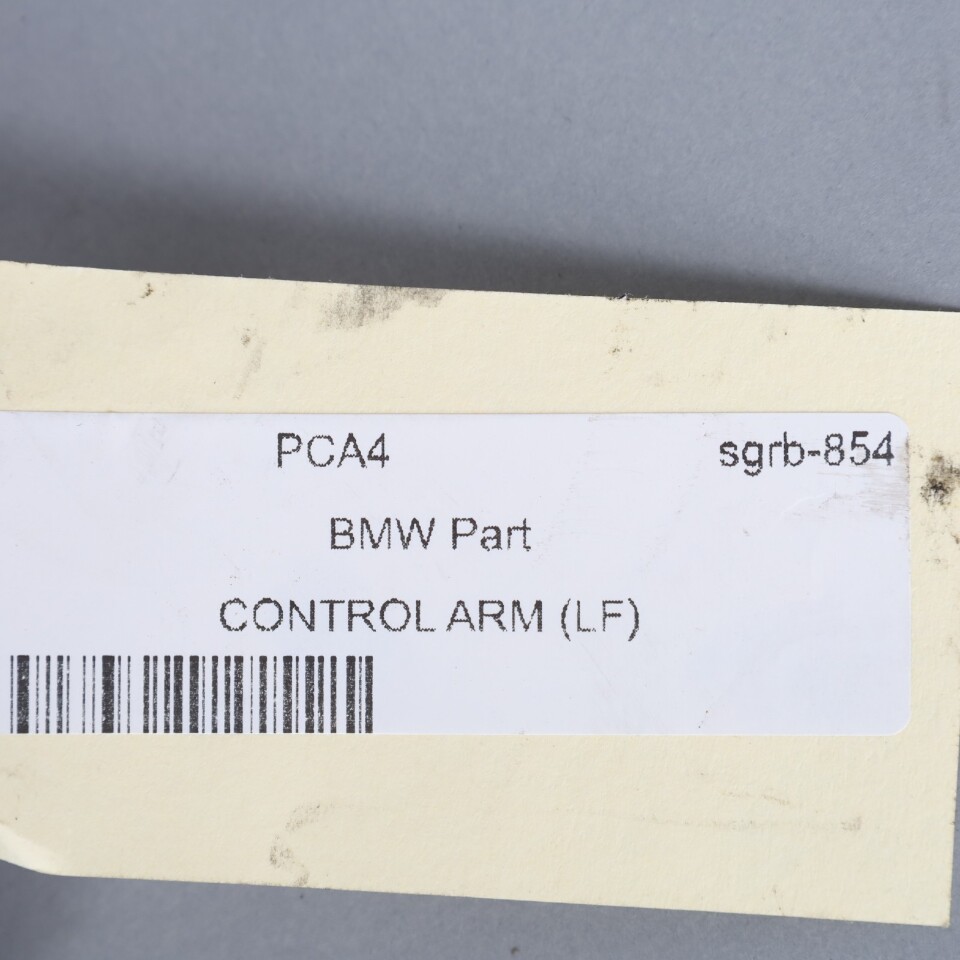 PCA4 sgrb-854
BMW Part
CONTROL ARM (LF)